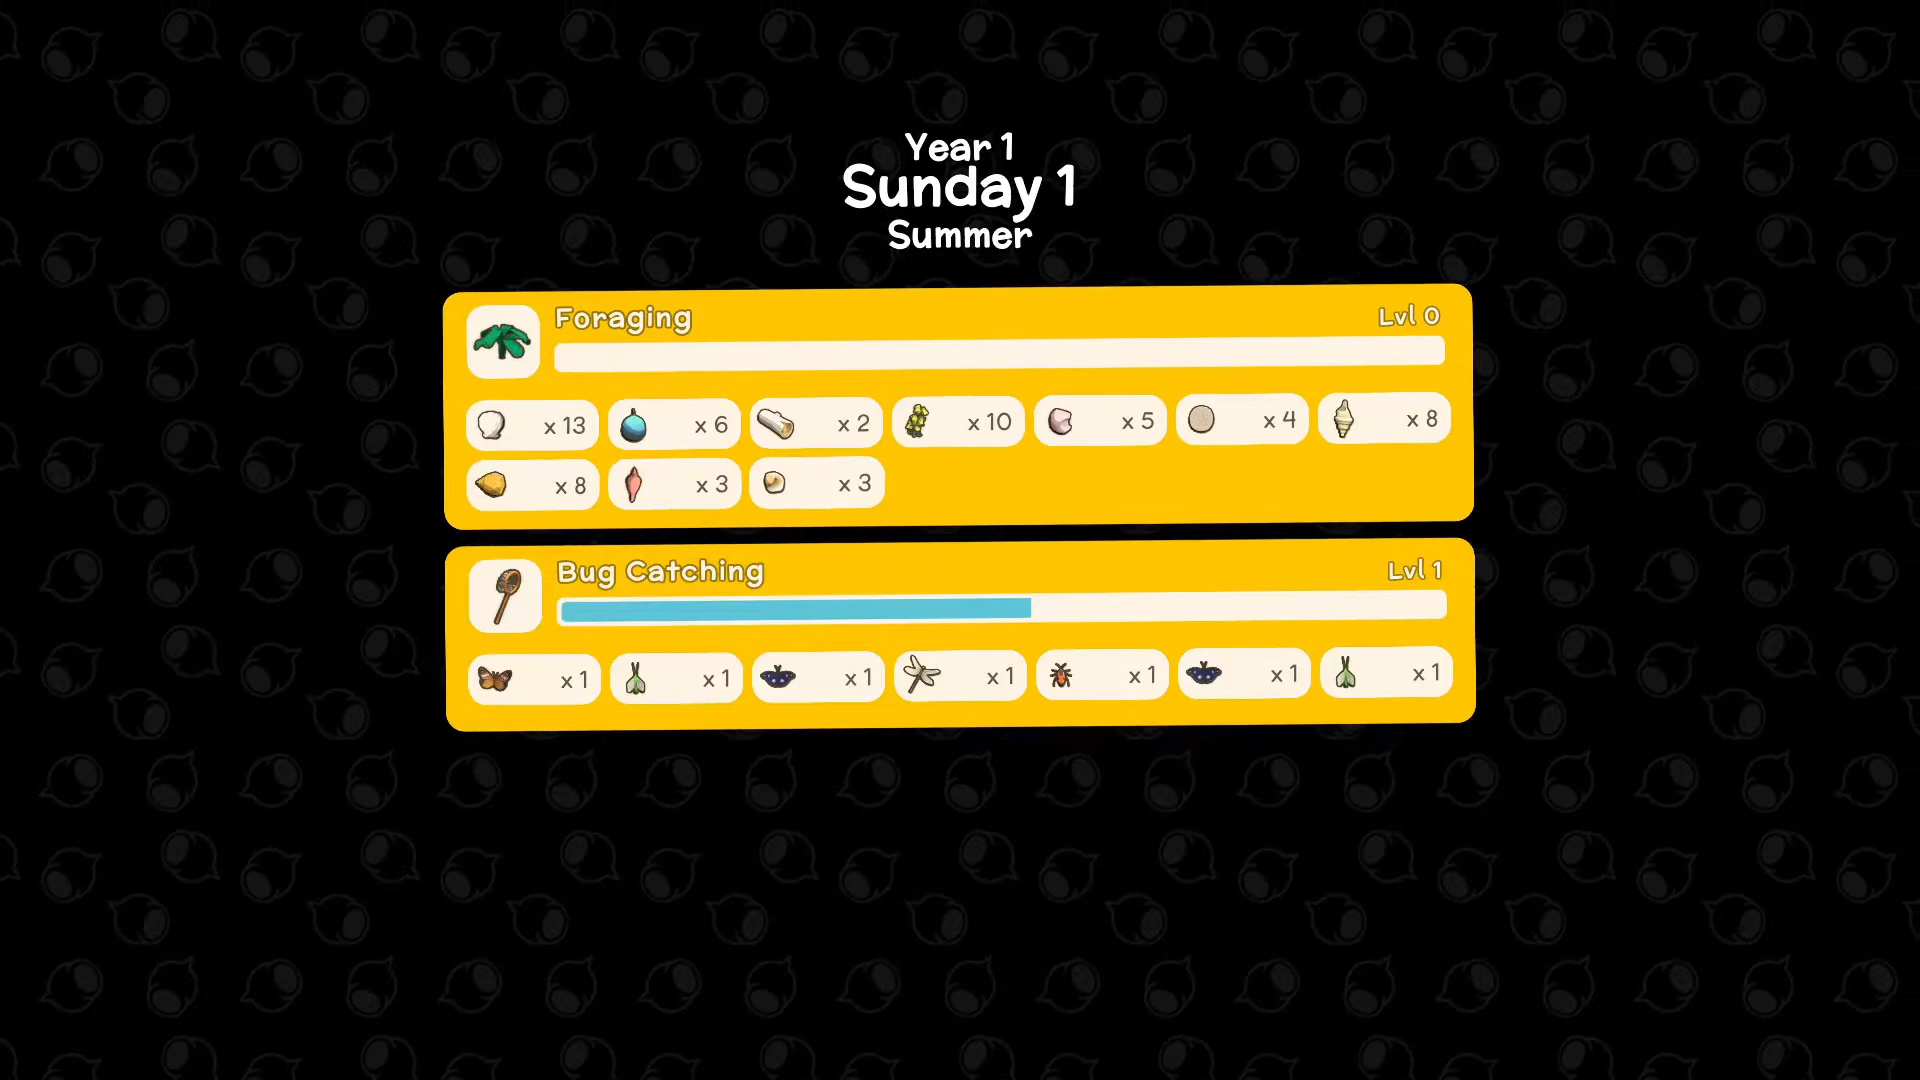 Year 1
Sunday 1
Summer
Foraging Lvl 0
x 13 x 6 x 2 x 10 x 5 x 4 x 8
x 8 x 3 x 3
Bug Catching Lvl 1
x 1 x 1 x 1 x 1 x 1 x 1 x 1